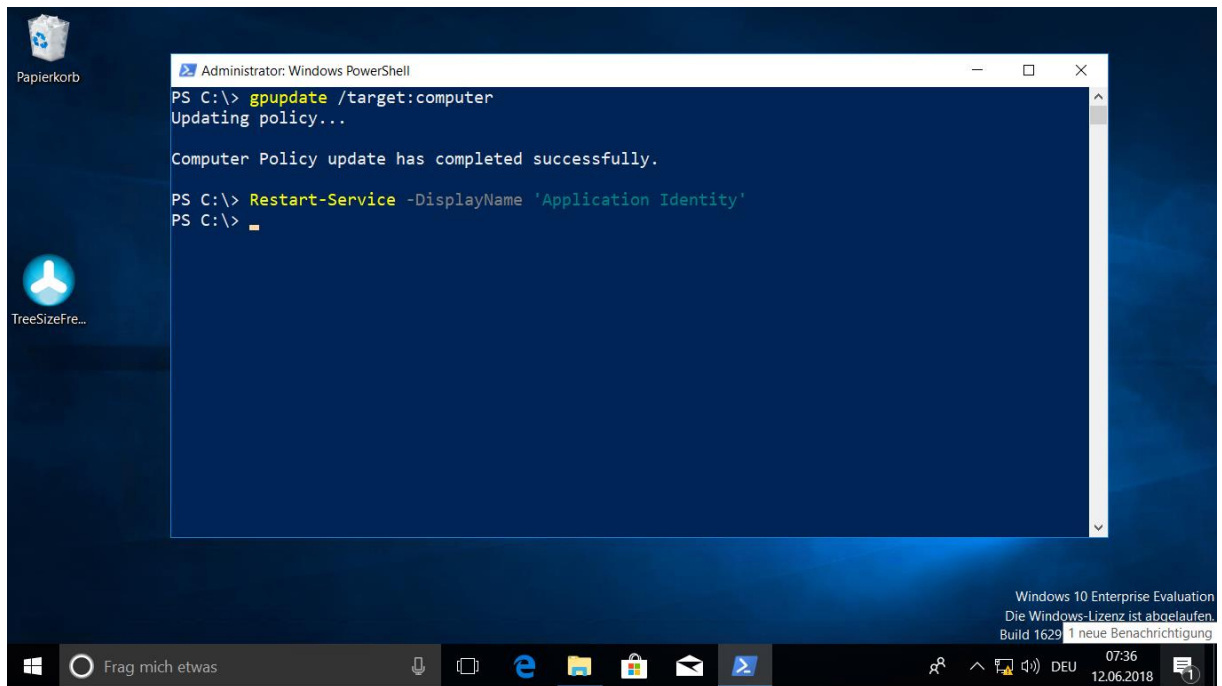 Papierkorb
Administrator: Windows PowerShell
PS C:\> gpupdate /target:computer
Updating policy...
Computer Policy update has completed successfully.
PS C:\> Restart-Service -DisplayName 'Application Identity'
PS C:\>
TreeSizeFre...
Windows 10 Enterprise Evaluation
Die Windows-Lizenz ist abgelaufen.
Build 1629
1 neue Benachrichtigung
Frag mich etwas
DEU
07:36
12.06.2018
1